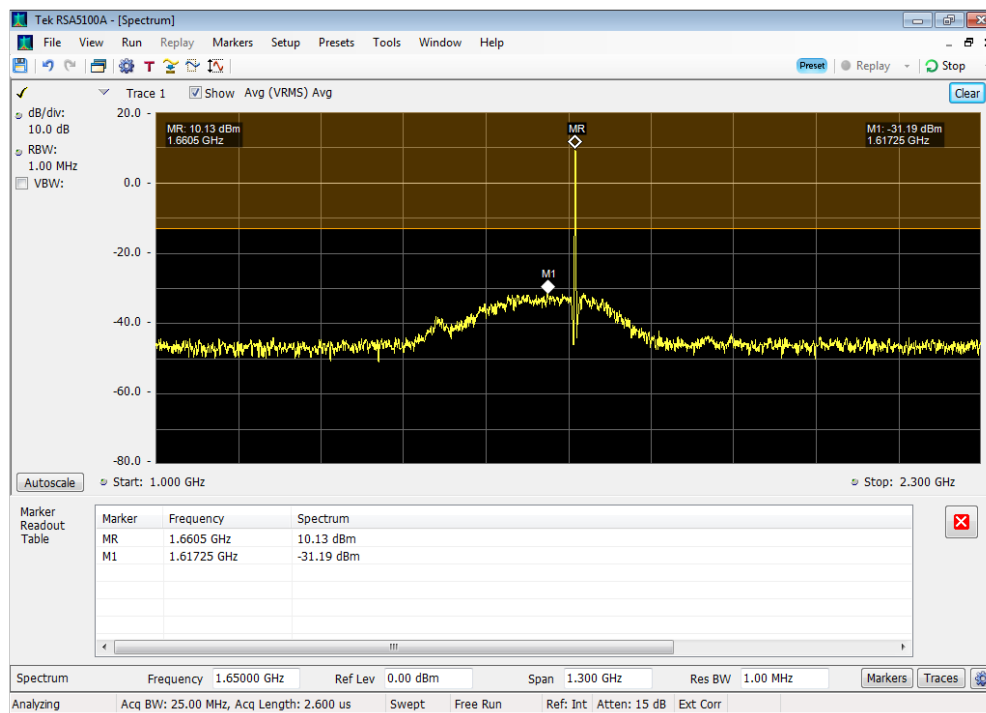 Tek RSA5100A - [Spectrum]
File View Run Replay Markers Setup Presets Tools Window Help
T Preset Replay Stop
Trace 1 Show Avg (VRMS) Avg Clear
dB/div:
10.0 dB
RBW:
1.00 MHz
VBW:
20.0
0.0
-20.0
-40.0
-60.0
-80.0
MR: 10.13 dBm
1.6605 GHz
MR
M1: -31.19 dBm
1.61725 GHz
M1
Autoscale Start: 1.000 GHz Stop: 2.300 GHz
Marker
Readout
Table
Marker Frequency Spectrum
MR 1.6605 GHz 10.13 dBm
M1 1.61725 GHz -31.19 dBm
Spectrum Frequency 1.65000 GHz Ref Lev 0.00 dBm Span 1.300 GHz Res BW 1.00 MHz Markers Traces
Analyzing Acq BW: 25.00 MHz, Acq Length: 2.600 us Swept Free Run Ref: Int Atten: 15 dB Ext Corr